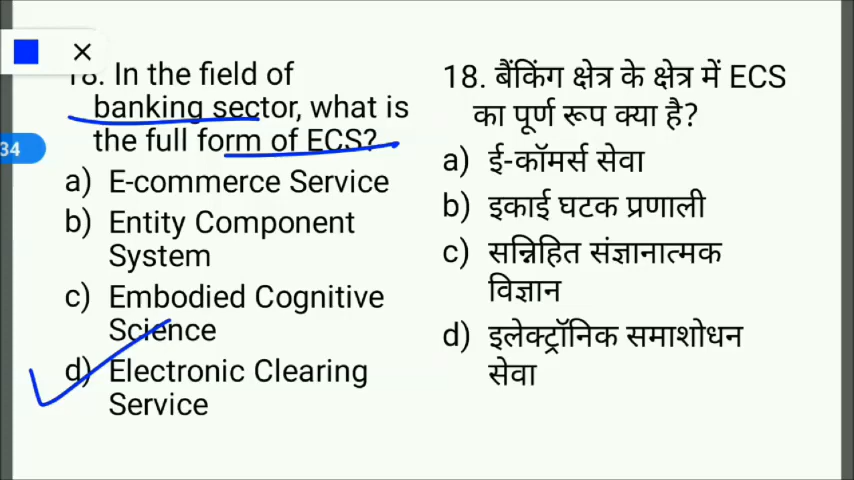 18. In the field of
banking sector, what is
the full form of ECS?
a) E-commerce Service
b) Entity Component
System
c) Embodied Cognitive
Science
d) Electronic Clearing
Service
34
18. बैंकिंग क्षेत्र के क्षेत्र में ECS
का पूर्ण रूप क्या है?
a) ई-कॉमर्स सेवा
b) इकाई घटक प्रणाली
c) सन्निहित संज्ञानात्मक
विज्ञान
d) इलेक्ट्रॉनिक समाशोधन
सेवा